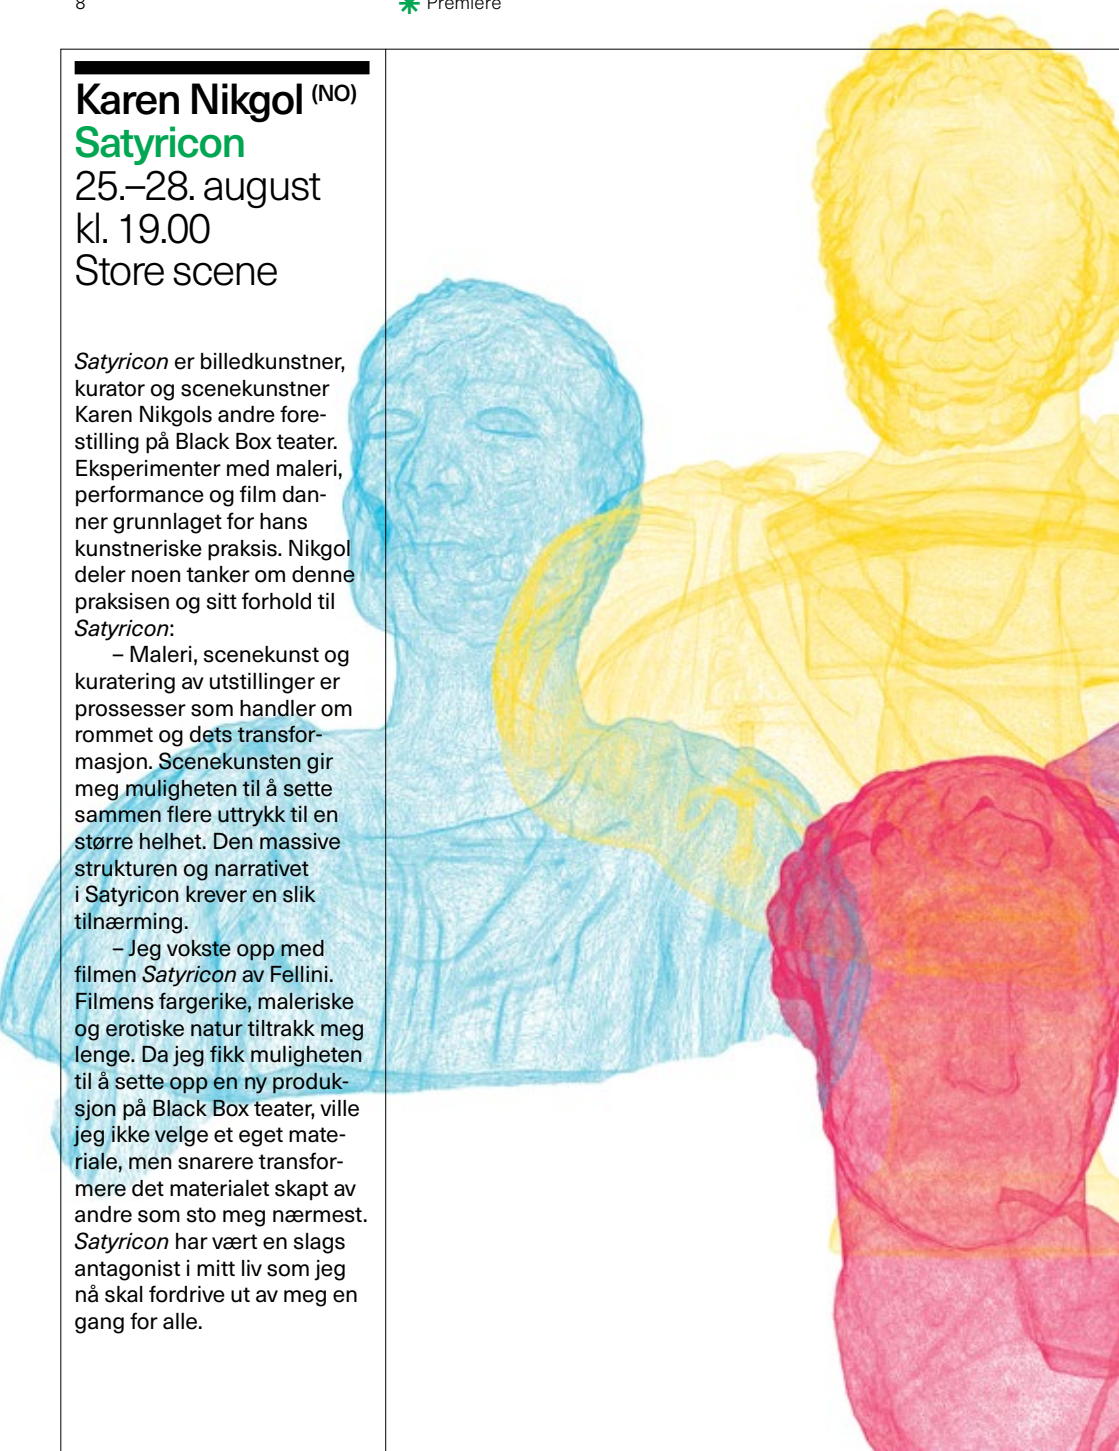 8
Premiere
Karen Nikgol (NO)
Satyricon
25.–28. august
kl. 19.00
Store scene
Satyricon er billedkunstner,
kurator og scenekunstner
Karen Nikgols andre fore-
stilling på Black Box teater.
Eksperimenter med maleri,
performance og film dan-
ner grunnlaget for hans
kunstneriske praksis. Nikgol
deler noen tanker om denne
praksisen og sitt forhold til
Satyricon:
– Maleri, scenekunst og
kuratering av utstillinger er
prossesser som handler om
rommet og dets transfor-
masjon. Scenekunsten gir
meg muligheten til å sette
sammen flere uttrykk til en
større helhet. Den massive
strukturen og narrativet
i Satyricon krever en slik
tilnærming.
– Jeg vokste opp med
filmen Satyricon av Fellini.
Filmens fargerike, maleriske
og erotiske natur tiltrakk meg
lenge. Da jeg fikk muligheten
til å sette opp en ny produk-
sjon på Black Box teater, ville
jeg ikke velge et eget mate-
riale, men snarere transfor-
mere det materialet skapt av
andre som sto meg nærmest.
Satyricon har vært en slags
antagonist i mitt liv som jeg
nå skal fordrive ut av meg en
gang for alle.